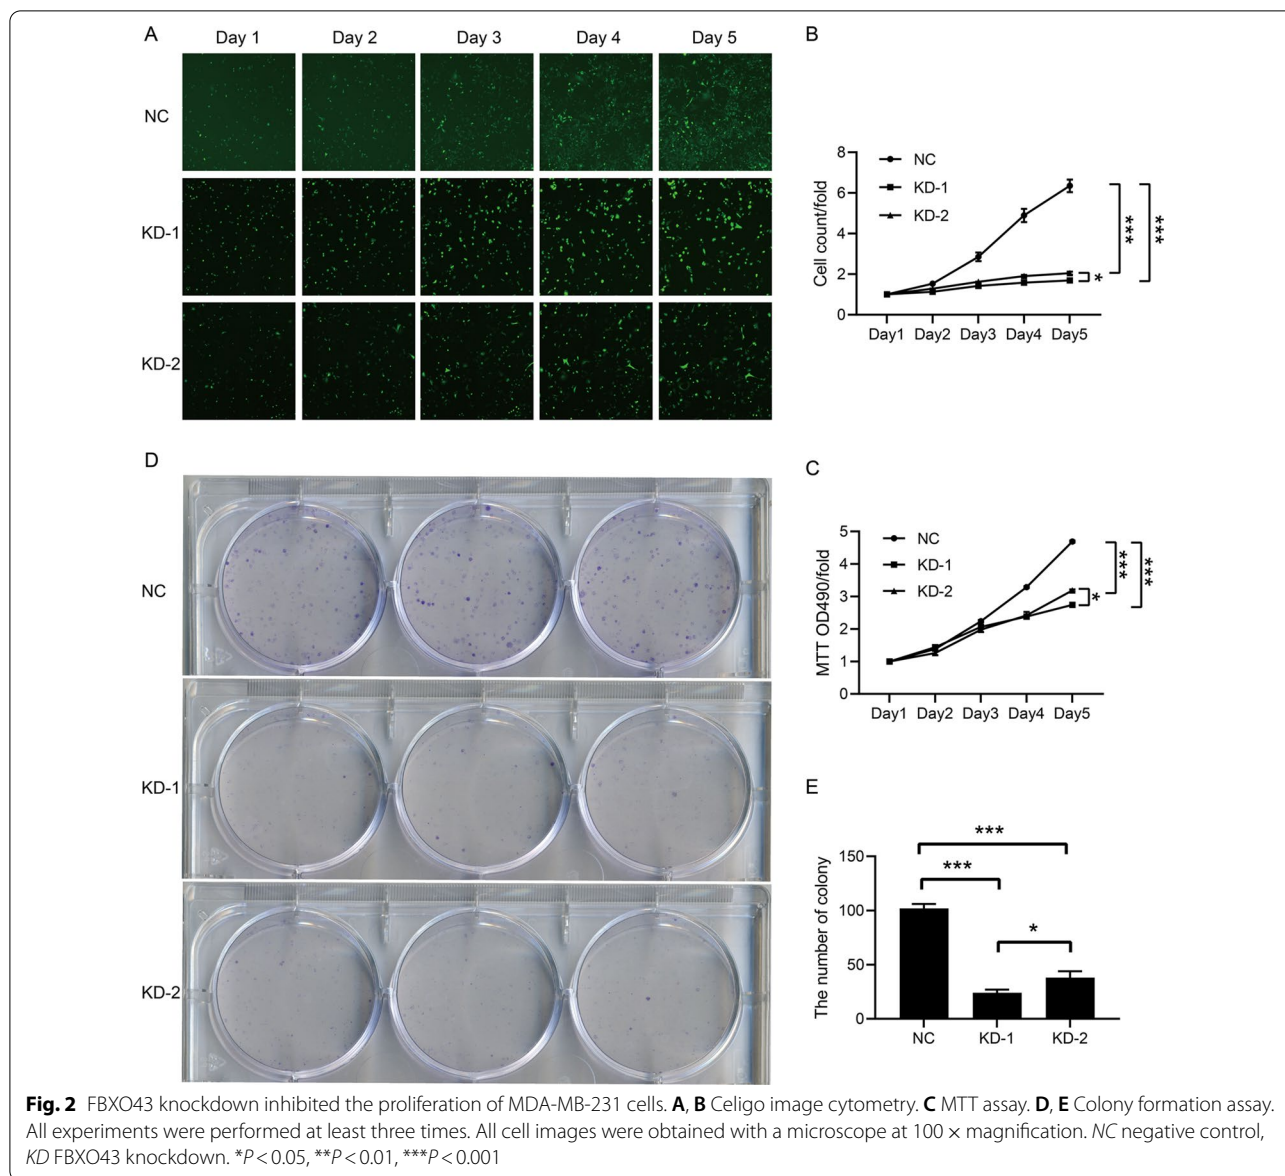 A
Day 1 Day 2 Day 3 Day 4 Day 5
NC
KD-1
KD-2
B
Cell count/fold
8
6
4
2
0
NC
KD-1
KD-2
*
***
***
Day1 Day2 Day3 Day4 Day5
D
NC
KD-1
KD-2
C
MTT OD490/fold
5
4
3
2
1
0
NC
KD-1
KD-2
*
***
***
Day1 Day2 Day3 Day4 Day5
E
The number of colony
150
100
50
0
***
***
*
NC KD-1 KD-2
Fig. 2 FBXO43 knockdown inhibited the proliferation of MDA-MB-231 cells. A, B Celigo image cytometry. C MTT assay. D, E Colony formation assay.
All experiments were performed at least three times. All cell images were obtained with a microscope at 100 × magnification. NC negative control,
KD FBXO43 knockdown. *P < 0.05, **P < 0.01, ***P < 0.001